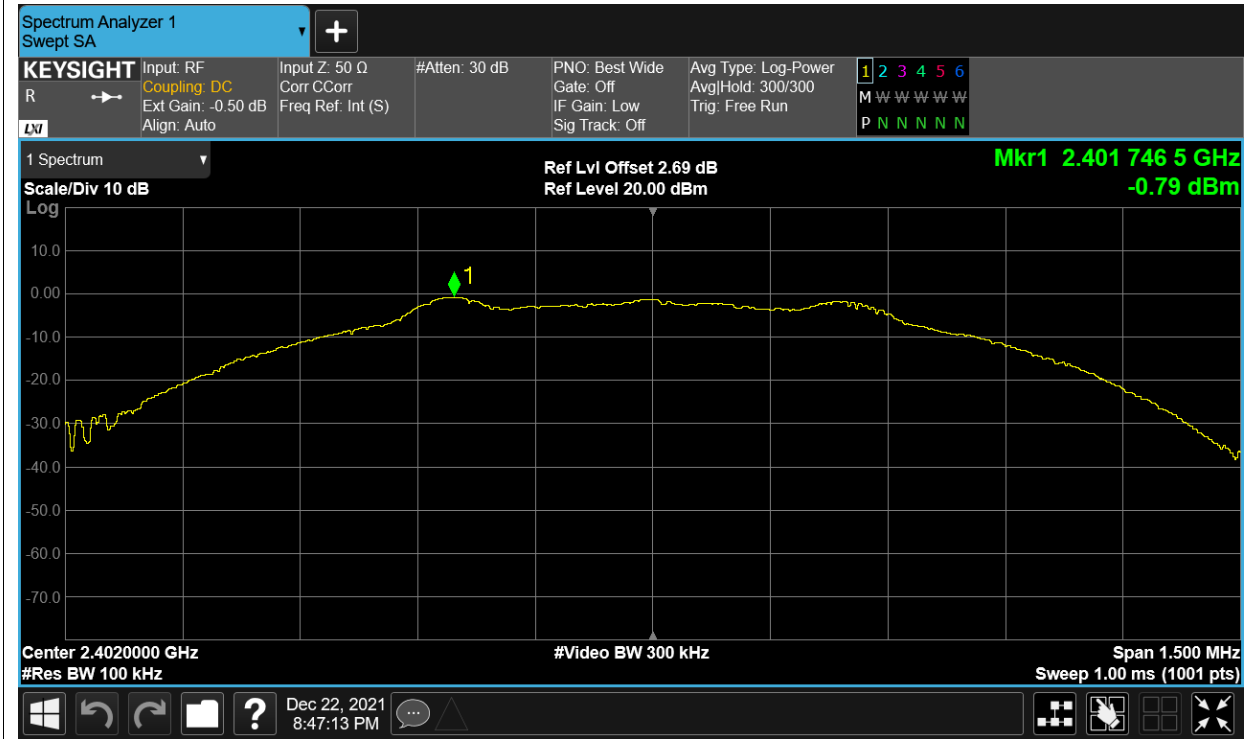 Spectrum Analyzer 1
Swept SA
+
KEYSIGHT
R
LXI
Input: RF
Coupling: DC
Ext Gain: -0.50 dB
Align: Auto
Input Z: 50 Ω
Corr CCorr
Freq Ref: Int (S)
#Atten: 30 dB
PNO: Best Wide
Gate: Off
IF Gain: Low
Sig Track: Off
Avg Type: Log-Power
Avg|Hold: 300/300
Trig: Free Run
1 2 3 4 5 6
M W W W W W
P N N N N N
1 Spectrum
Scale/Div 10 dB
Log
Ref Lvl Offset 2.69 dB
Ref Level 20.00 dBm
Mkr1 2.401 746 5 GHz
-0.79 dBm
10.0
0.00
-10.0
-20.0
-30.0
-40.0
-50.0
-60.0
-70.0
1
Center 2.4020000 GHz
#Res BW 100 kHz
#Video BW 300 kHz
Span 1.500 MHz
Sweep 1.00 ms (1001 pts)
?
Dec 22, 2021
8:47:13 PM